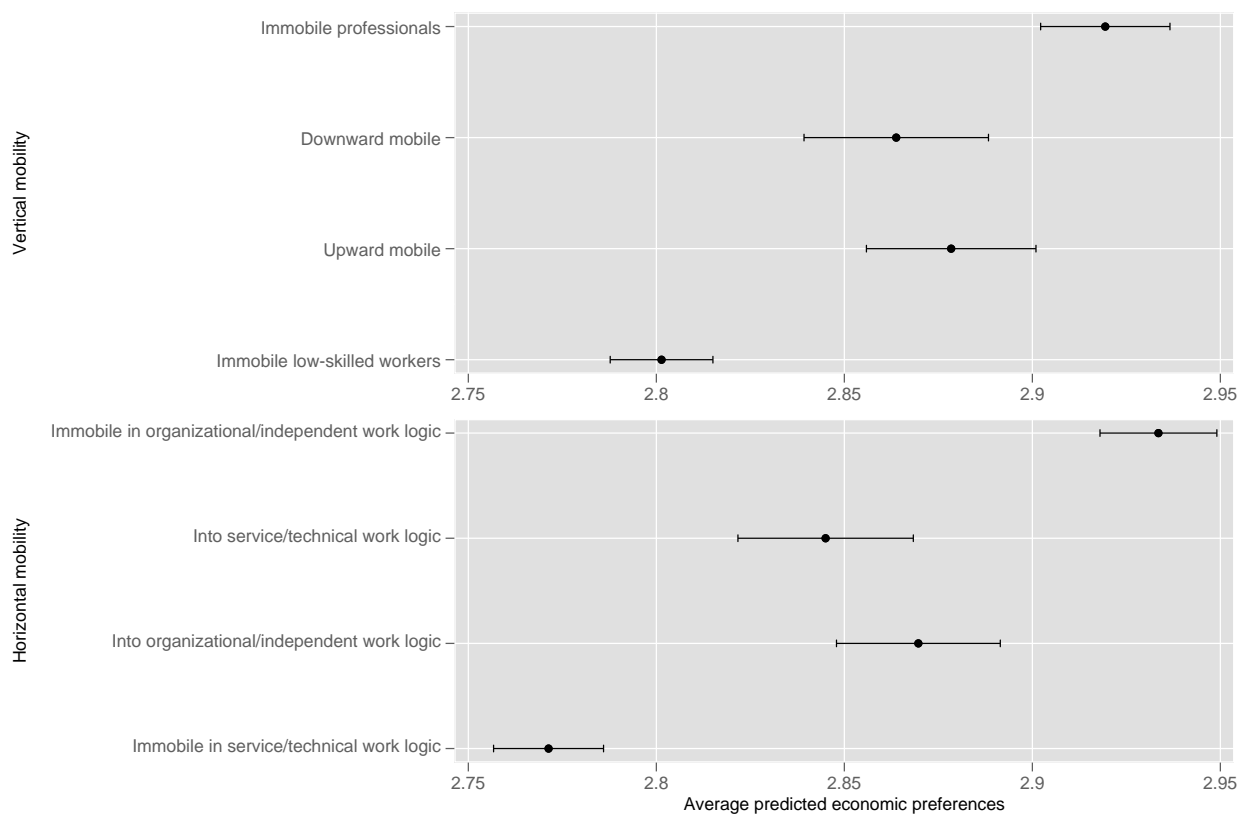 Vertical mobility
Immobile professionals
Downward mobile
Upward mobile
Immobile low-skilled workers
2.75 2.8 2.85 2.9 2.95
Horizontal mobility
Immobile in organizational/independent work logic
Into service/technical work logic
Into organizational/independent work logic
Immobile in service/technical work logic
2.75 2.8 2.85 2.9 2.95
Average predicted economic preferences